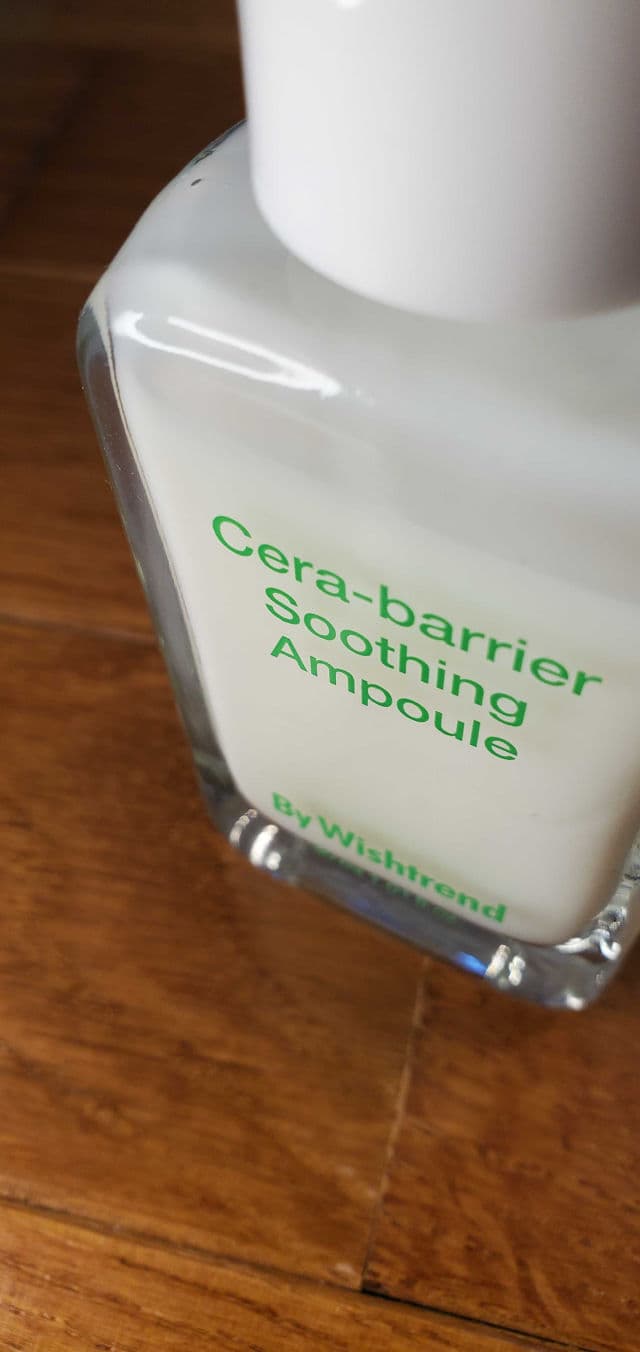 Cera-barrier
Soothing
Ampoule
By Wishtrend